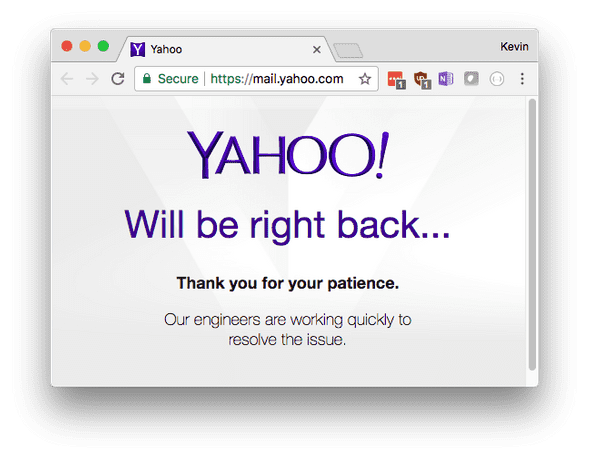 Yahoo
Kevin
Secure https://mail.yahoo.com
1
1
YAHOO!
Will be right back...
Thank you for your patience.
Our engineers are working quickly to
resolve the issue.